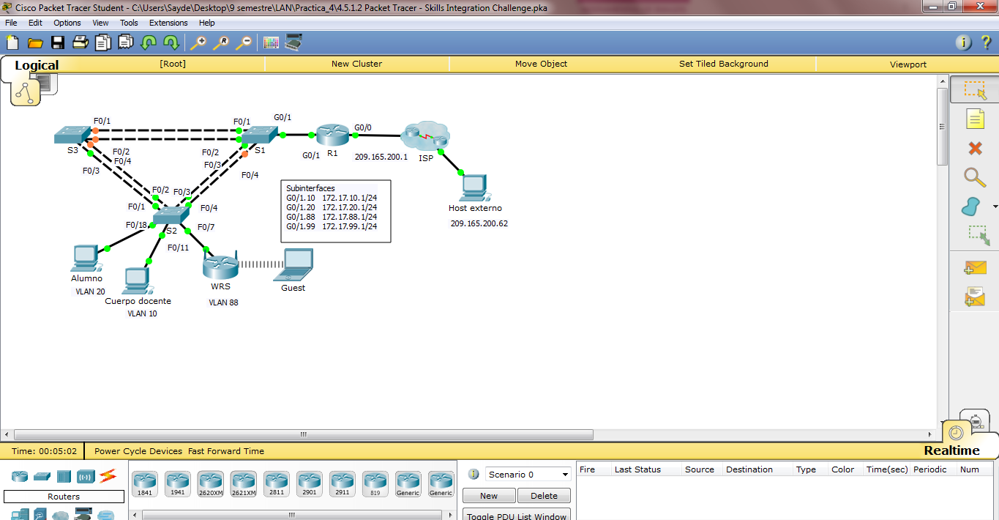 Cisco Packet Tracer Student - C:\Users\Sayde\Desktop\9 semestre\LAN\Practica_4\4.5.1.2 Packet Tracer - Skills Integration Challenge.pka
File Edit Options View Tools Extensions Help
Logical [Root] New Cluster Move Object Set Tiled Background Viewport
F0/1 F0/1 G0/1
G0/0
S3 F0/2 F0/2 S1 G0/1 R1 209.165.200.1 ISP
F0/4 F0/3
F0/3 F0/4
F0/2 F0/3
F0/1 F0/4
F0/18 S2 F0/7
F0/11
Subinterfaces
G0/1.10 172.17.10.1/24
G0/1.20 172.17.20.1/24
G0/1.88 172.17.88.1/24
G0/1.99 172.17.99.1/24
Host externo
209.165.200.62
Alumno
VLAN 20
Cuerpo docente
VLAN 10
WRS
VLAN 88
Guest
Time: 00:05:02 Power Cycle Devices Fast Forward Time
Realtime
Routers
1841 1941 2620XM 2621XM 2811 2901 2911 819 Generic Generic
Scenario 0
New Delete
Toggle PDU List Window
Fire Last Status Source Destination Type Color Time(sec) Periodic Num